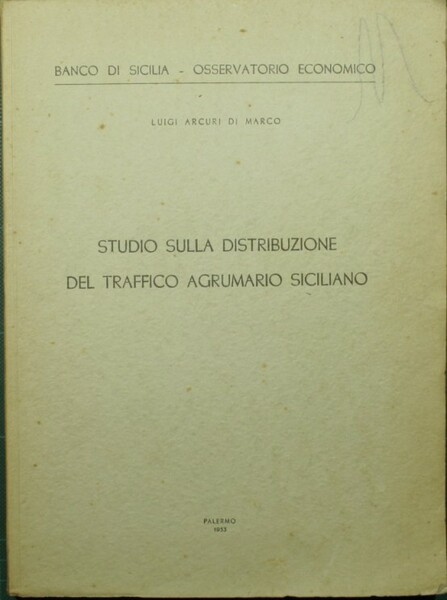 BANCO DI SICILIA - OSSERVATORIO ECONOMICO
LUIGI ARCURI DI MARCO
STUDIO SULLA DISTRIBUZIONE
DEL TRAFFICO AGRUMARIO SICILIANO
PALERMO